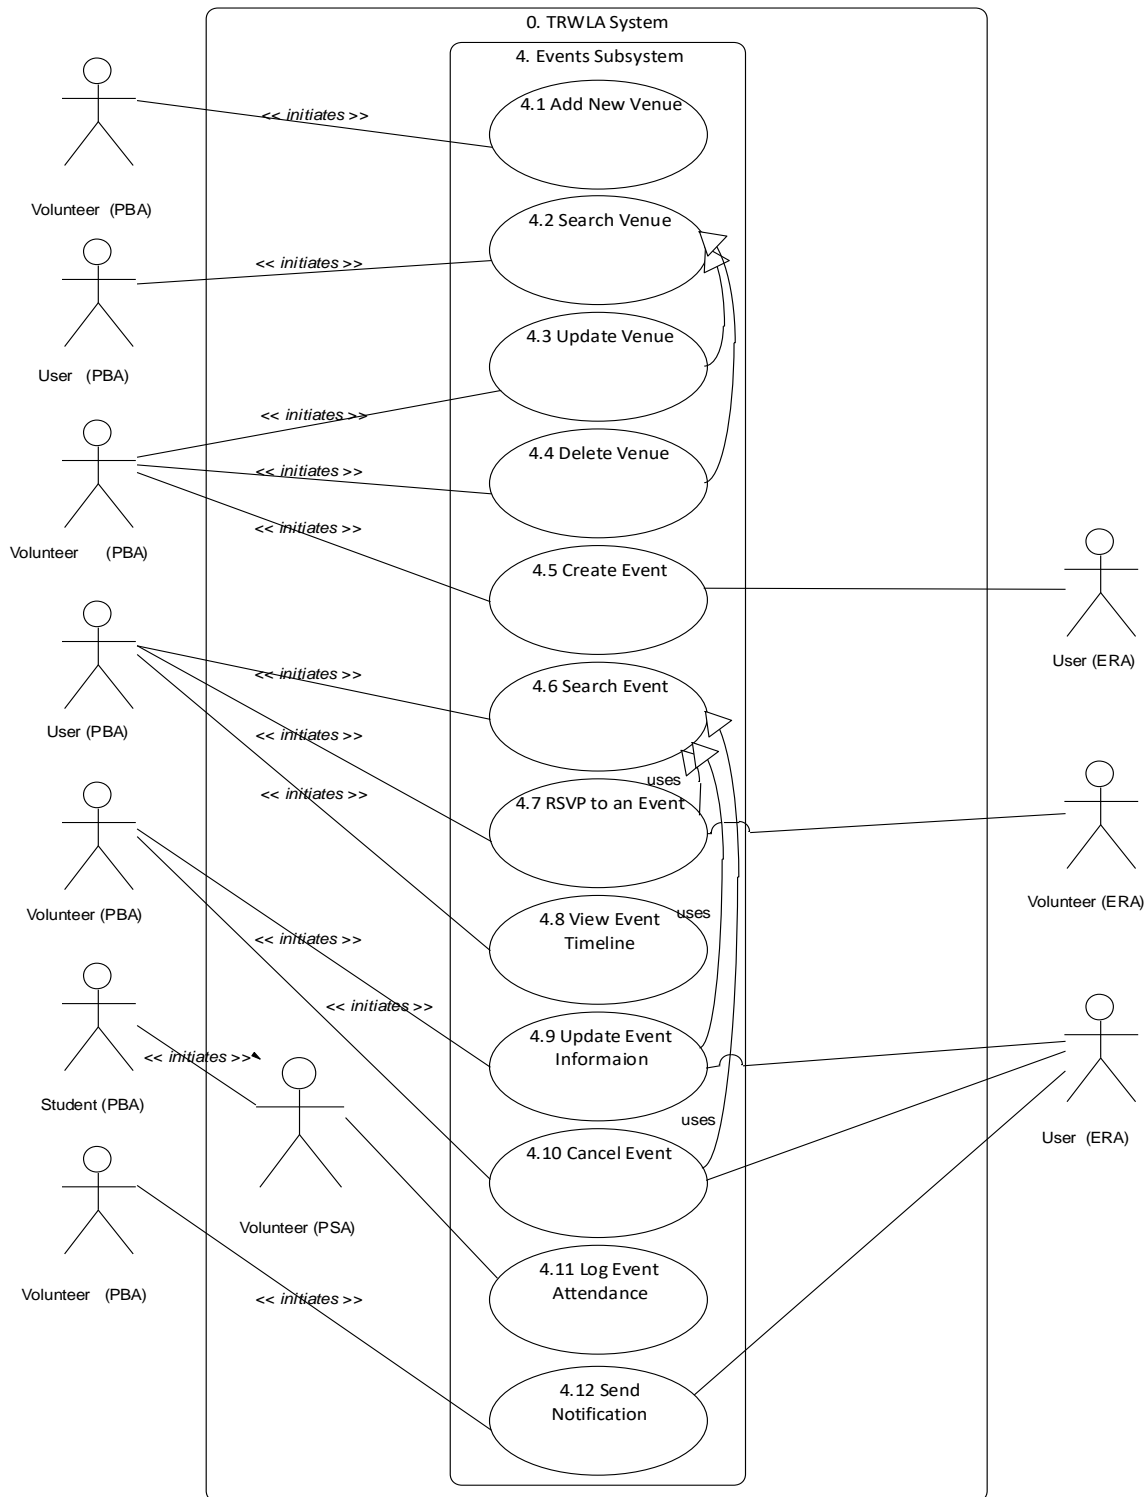 0. TRWLA System
4. Events Subsystem
4.1 Add New Venue
<< initiates >>
Volunteer (PBA)
4.2 Search Venue
<< initiates >>
User (PBA)
4.3 Update Venue
<< initiates >>
4.4 Delete Venue
<< initiates >>
<< initiates >>
Volunteer (PBA)
4.5 Create Event
User (ERA)
4.6 Search Event
<< initiates >>
User (PBA)
<< initiates >>
uses
<< initiates >>
4.7 RSVP to an Event
Volunteer (ERA)
Volunteer (PBA)
uses
4.8 View Event
Timeline
<< initiates >>
<< initiates >>
4.9 Update Event
Informaion
<< initiates >>
Student (PBA)
uses
User (ERA)
4.10 Cancel Event
Volunteer (PSA)
4.11 Log Event
Attendance
Volunteer (PBA)
<< initiates >>
4.12 Send
Notification